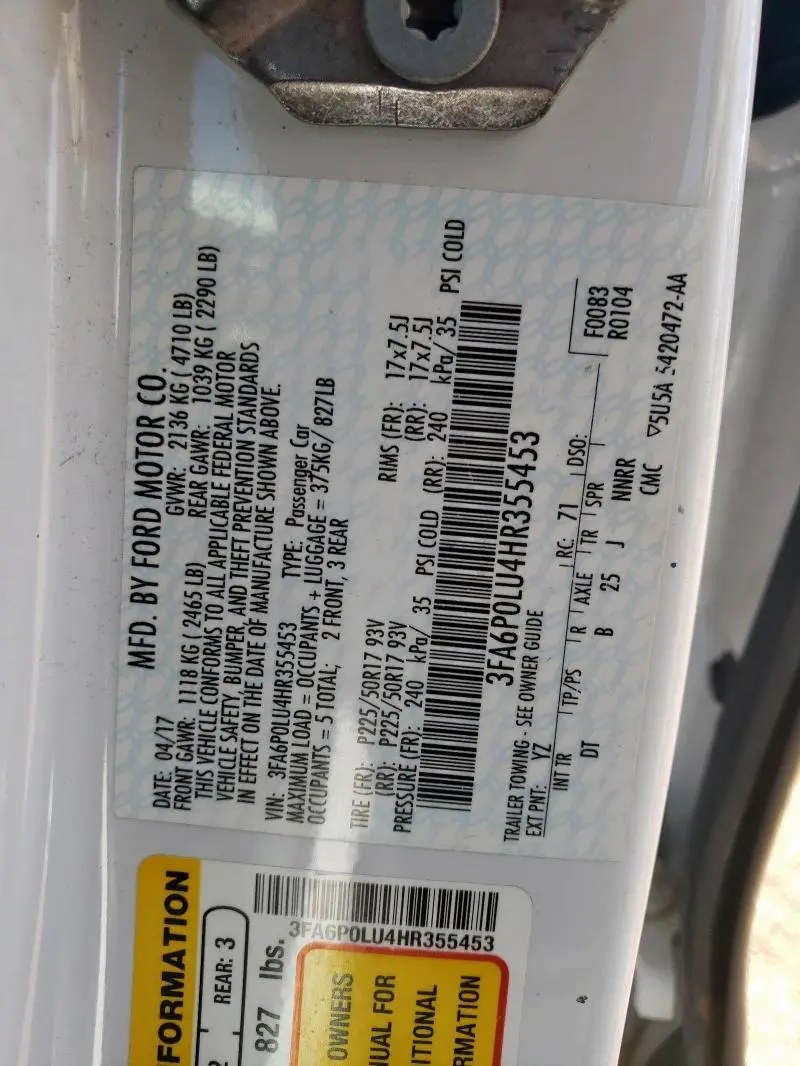 MFD. BY FORD MOTOR CO.
DATE: 04/17 GVWR: 2136 KG ( 4710 LB)
FRONT GAWR: 1118 KG ( 2465 LB) REAR GAWR: 1039 KG ( 2290 LB)
THIS VEHICLE CONFORMS TO ALL APPLICABLE FEDERAL MOTOR
VEHICLE SAFETY, BUMPER, AND THEFT PREVENTION STANDARDS
IN EFFECT ON THE DATE OF MANUFACTURE SHOWN ABOVE.
VIN: 3FA6P0LU4HR355453 TYPE: Passenger Car
MAXIMUM LOAD = OCCUPANTS + LUGGAGE = 375KG/ 827LB
OCCUPANTS = 5 TOTAL; 2 FRONT, 3 REAR
TIRE (FR): P225/50R17 93V RIMS (FR): 17x7.5J
(RR): P225/50R17 93V (RR): 17x7.5J
PRESSURE (FR): 240 kPa/ 35 PSI COLD (RR): 240 kPa/ 35 PSI COLD
3FA6P0LU4HR355453
TRAILER TOWING - SEE OWNER GUIDE
EXT PNT: YZ RC: 71 DSO: F0083
R0104
INT TR TP/PS R AXLE TR SPR
DT B 25 J NNRR
CMC ▽5U5A 5420472-AA
FORMATION
REAR: 3
827 lbs.
3FA6P0LU4HR355453
OWNERS
UAL FOR
ITIONAL
RMATION